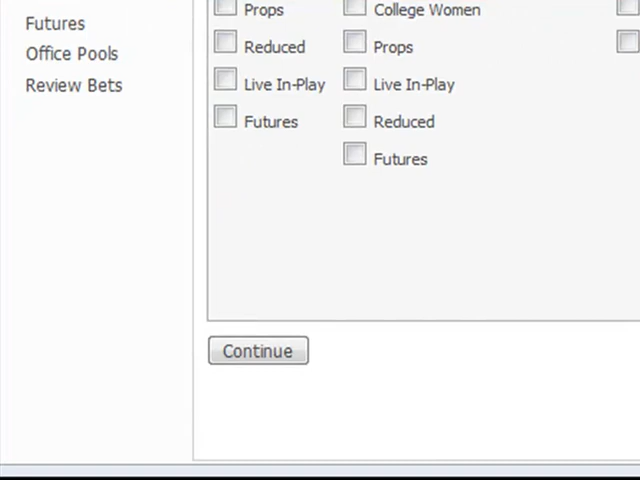 Futures
Office Pools
Review Bets
Props
Reduced
Live In-Play
Futures
College Women
Props
Live In-Play
Reduced
Futures
Continue